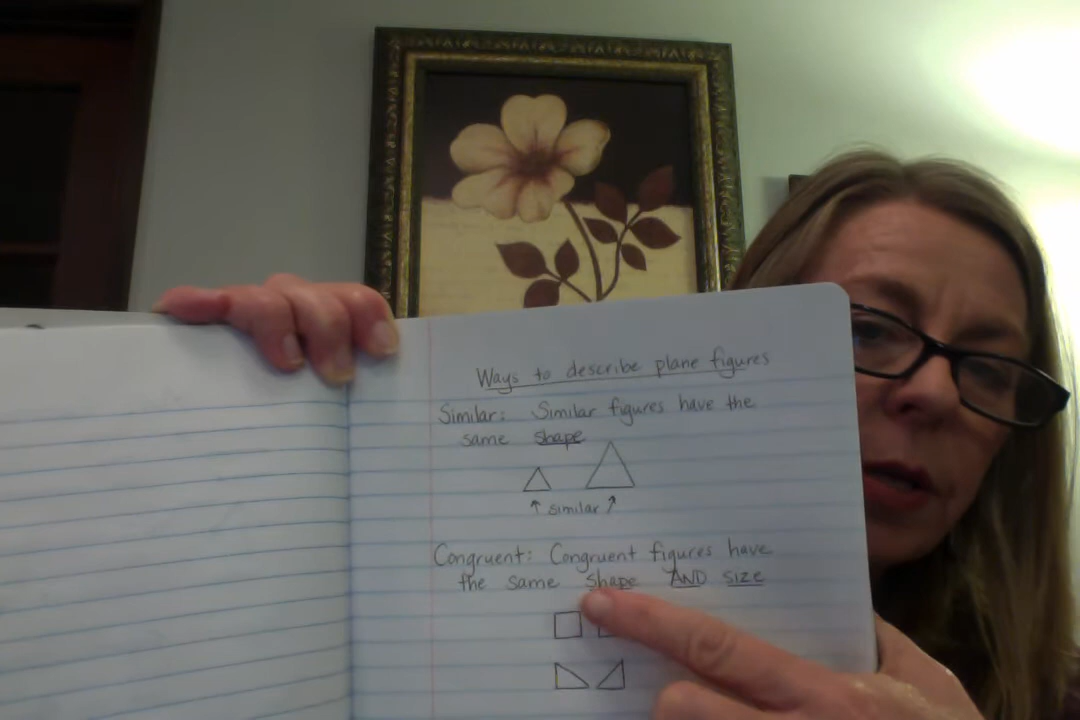 Ways to describe plane figures
Similar: Similar figures have the
same shape
↑ similar ↑
Congruent: Congruent figures have
the same shape AND size